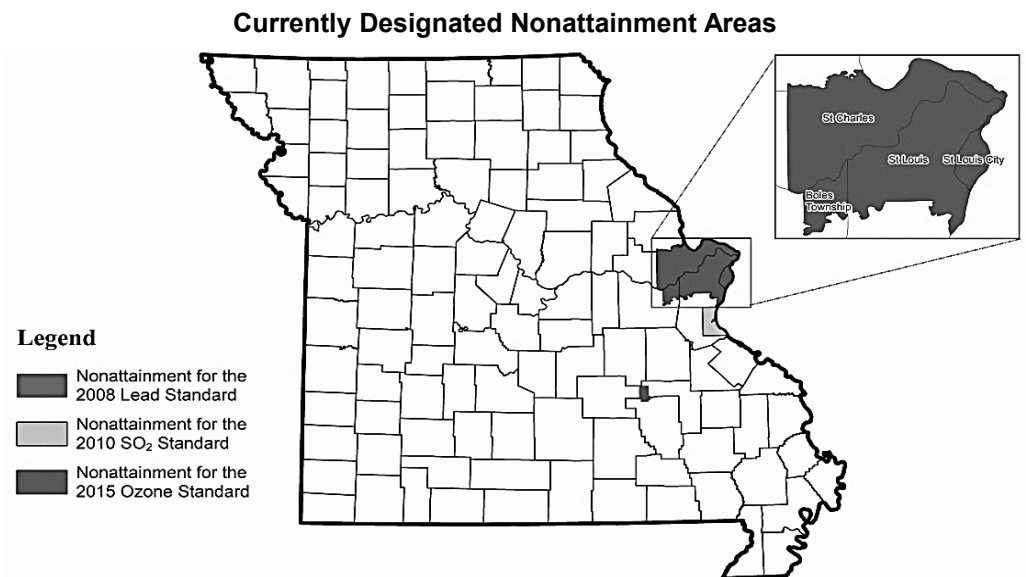 Currently Designated Nonattainment Areas
St Charles
St Louis
St Louis City
Boles
Township
Legend
Nonattainment for the
2008 Lead Standard
Nonattainment for the
2010 SO₂ Standard
Nonattainment for the
2015 Ozone Standard